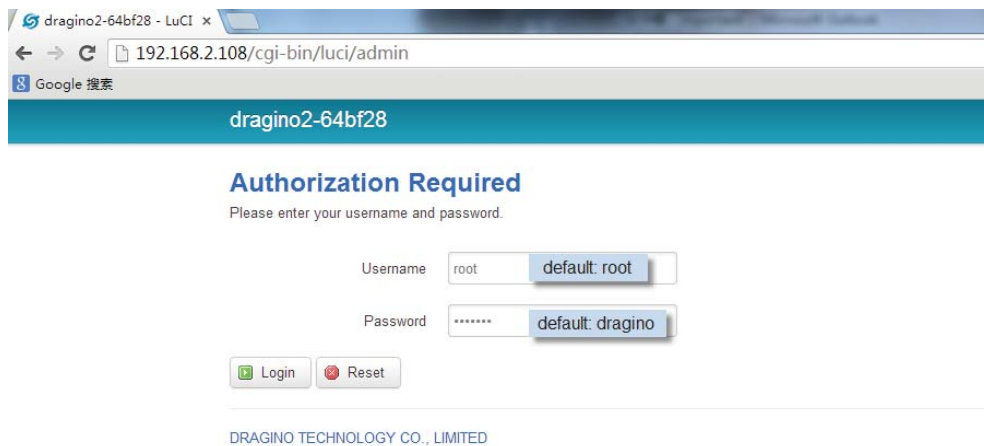 dragino2-64bf28 - LuCI ×
192.168.2.108/cgi-bin/luci/admin
Google 搜索
dragino2-64bf28
Authorization Required
Please enter your username and password.
Username root default: root
Password ······· default: dragino
Login Reset
DRAGINO TECHNOLOGY CO., LIMITED